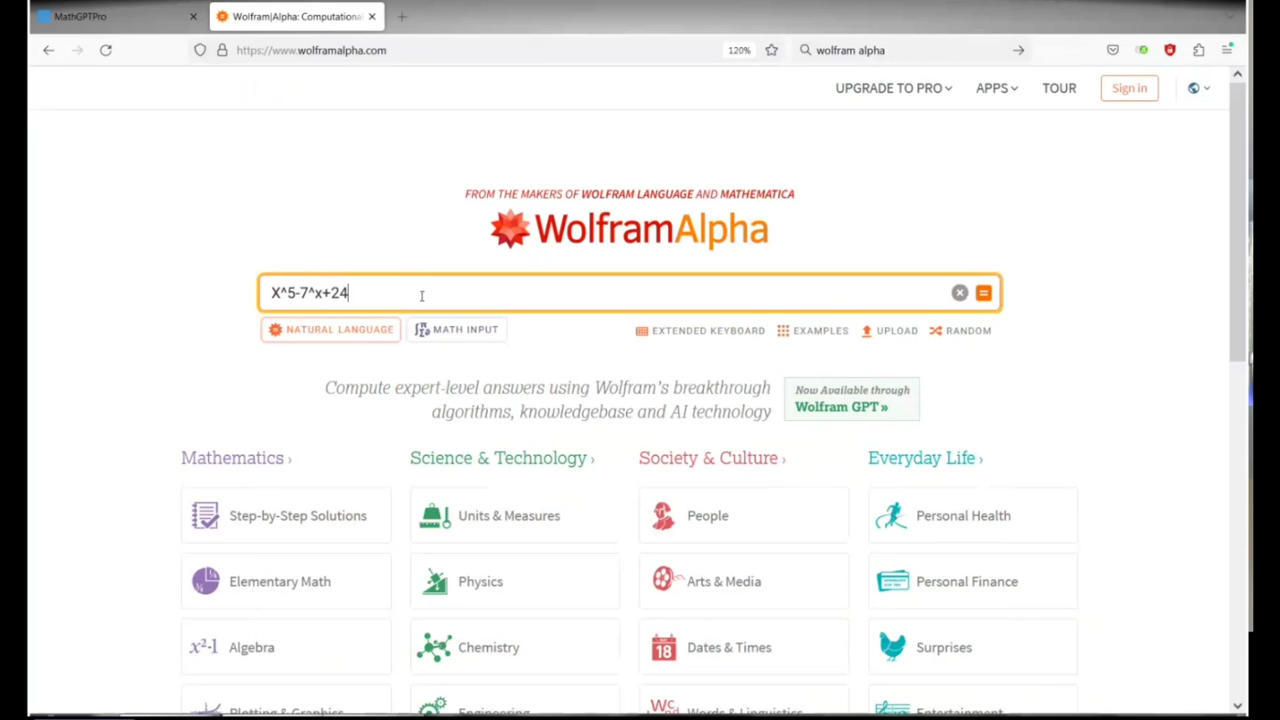 MathGPTPro
Wolfram|Alpha: Computational
https://www.wolframalpha.com
120%
wolfram alpha
UPGRADE TO PRO
APPS
TOUR
Sign in
FROM THE MAKERS OF WOLFRAM LANGUAGE AND MATHEMATICA
WolframAlpha
X^5-7^x+24
NATURAL LANGUAGE
MATH INPUT
EXTENDED KEYBOARD
EXAMPLES
UPLOAD
RANDOM
Compute expert-level answers using Wolfram's breakthrough
algorithms, knowledgebase and AI technology
Now Available through
Wolfram GPT »
Mathematics ›
Science & Technology ›
Society & Culture ›
Everyday Life ›
Step-by-Step Solutions
Units & Measures
People
Personal Health
Elementary Math
Physics
Arts & Media
Personal Finance
x²-1 Algebra
Chemistry
18 Dates & Times
Surprises
Plotting & Graphics
Engineering
Words & Linguistics
Entertainment